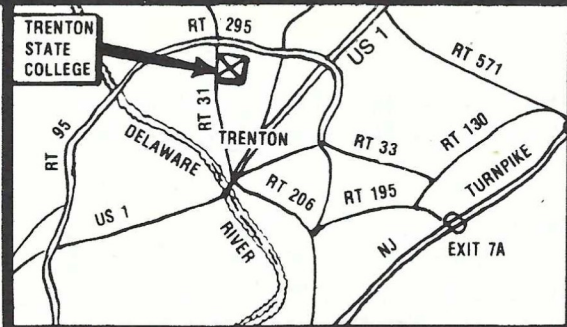 TRENTON
STATE
COLLEGE
RT 295
US 1
RT 571
RT 31
RT 95
DELAWARE
TRENTON
RT 33
RT 130
TURNPIKE
RT 206
RT 195
US 1
RIVER
NJ
EXIT 7A